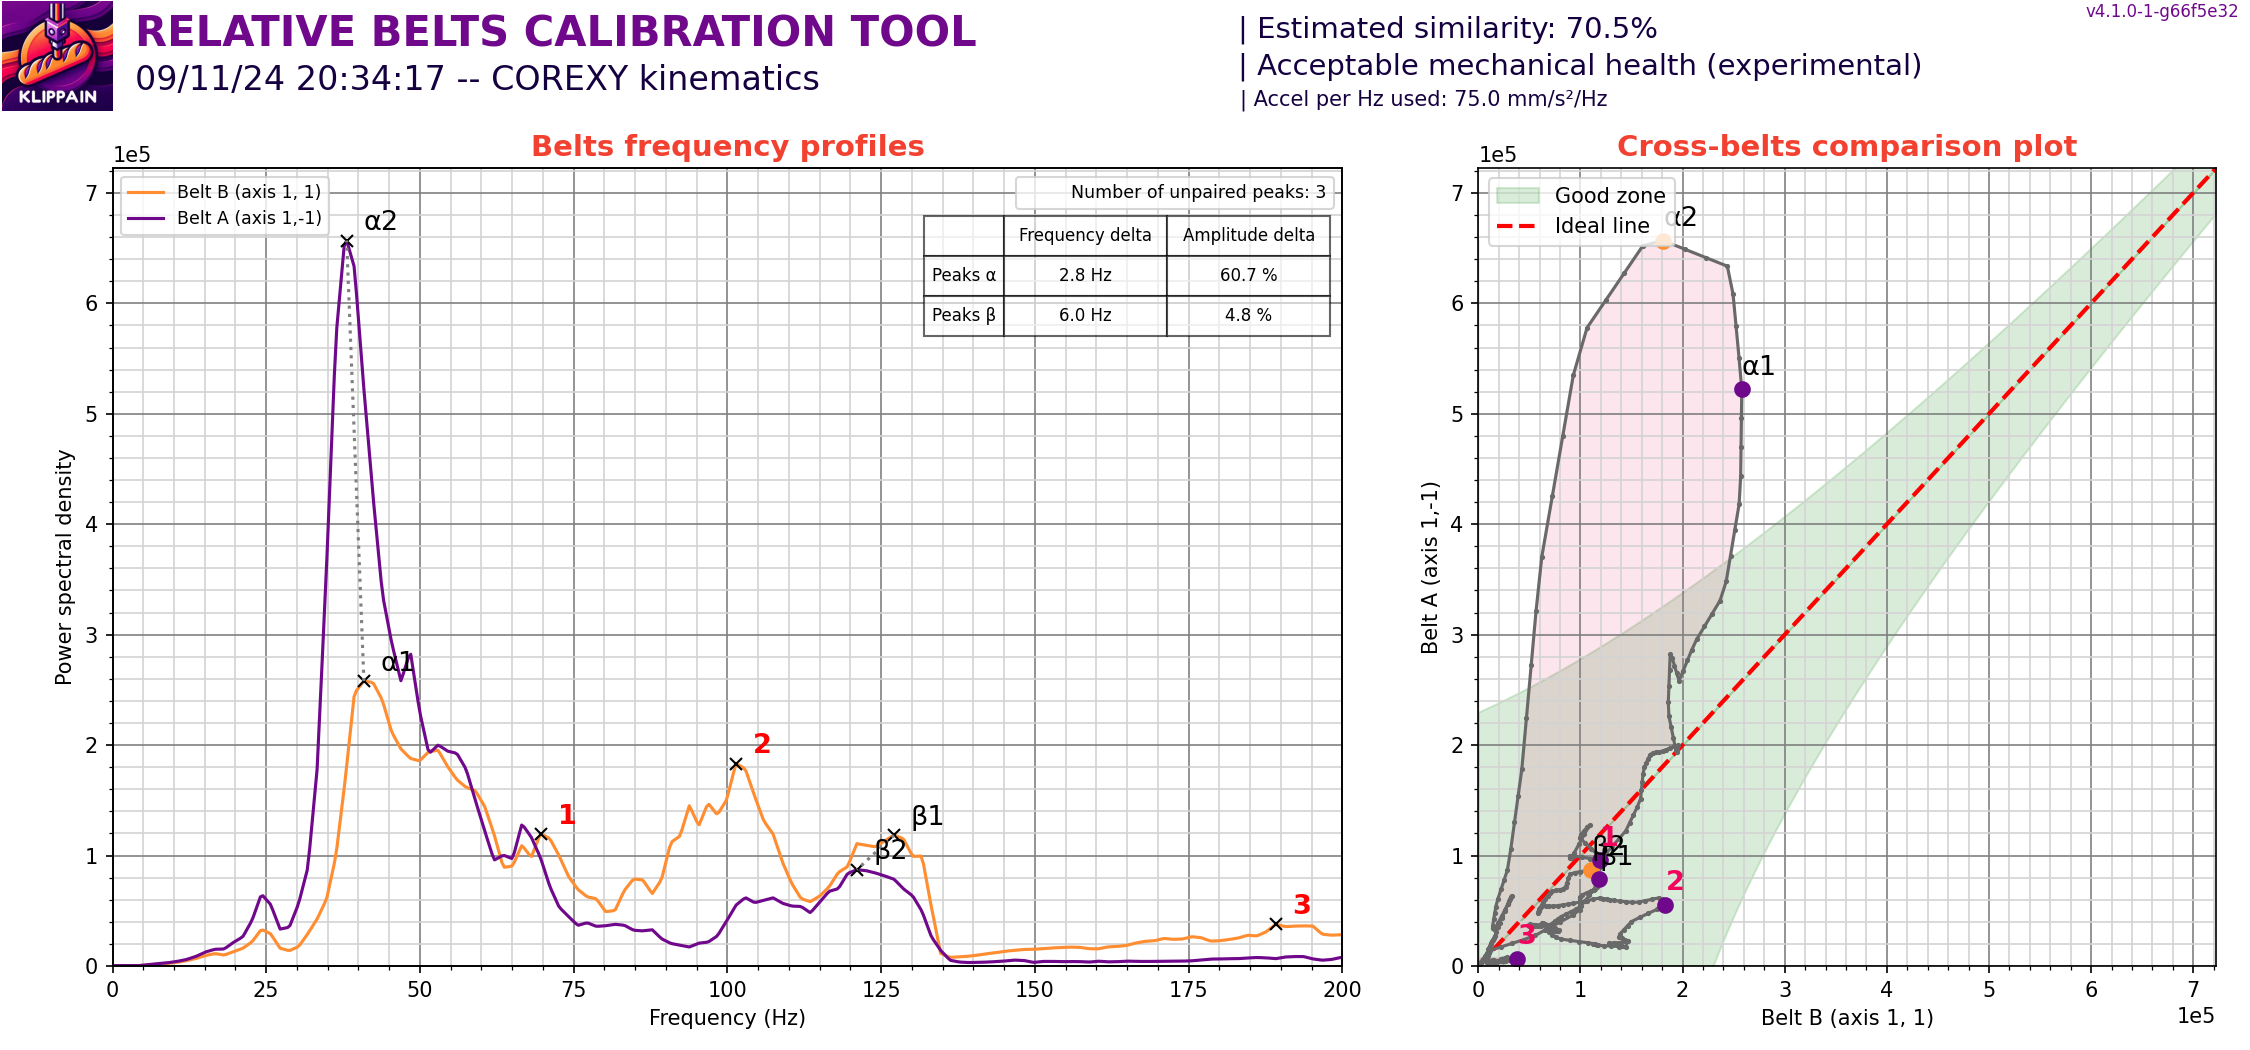 KLIPPAIN
RELATIVE BELTS CALIBRATION TOOL
09/11/24 20:34:17 -- COREXY kinematics
| Estimated similarity: 70.5%
| Acceptable mechanical health (experimental)
| Accel per Hz used: 75.0 mm/s²/Hz
v4.1.0-1-g66f5e32
Belts frequency profiles
1e5
Belt B (axis 1, 1)
Belt A (axis 1,-1)
Number of unpaired peaks: 3
Frequency delta Amplitude delta
Peaks α 2.8 Hz 60.7 %
Peaks β 6.0 Hz 4.8 %
α2
α1
1
2
β1
β2
3
Power spectral density
7
6
5
4
3
2
1
0
0 25 50 75 100 125 150 175 200
Frequency (Hz)
Cross-belts comparison plot
1e5
Good zone
Ideal line
α2
α1
1
β2
β1
2
3
Belt A (axis 1,-1)
7
6
5
4
3
2
1
0
0 1 2 3 4 5 6 7
Belt B (axis 1, 1)
1e5